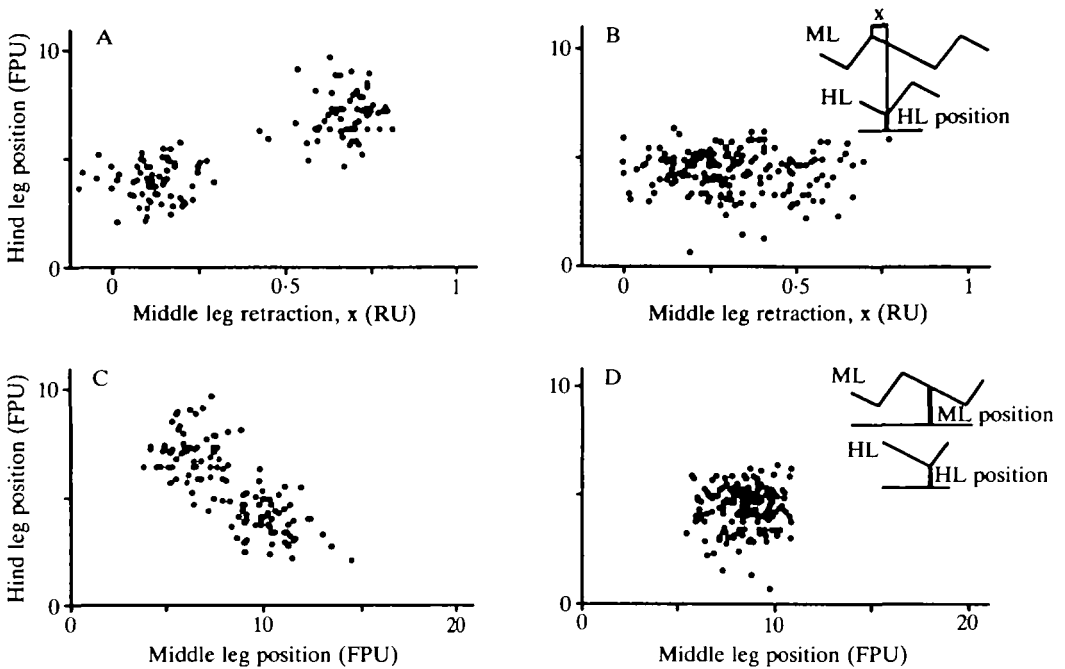 A
Hind leg position (FPU)
10
0
0
0·5
1
Middle leg retraction, x (RU)
B
10
0
0
0·5
1
Middle leg retraction, x (RU)
x
ML
HL
HL position
C
Hind leg position (FPU)
10
0
0
10
20
Middle leg position (FPU)
D
10
0
0
10
20
Middle leg position (FPU)
ML
ML position
HL
HL position